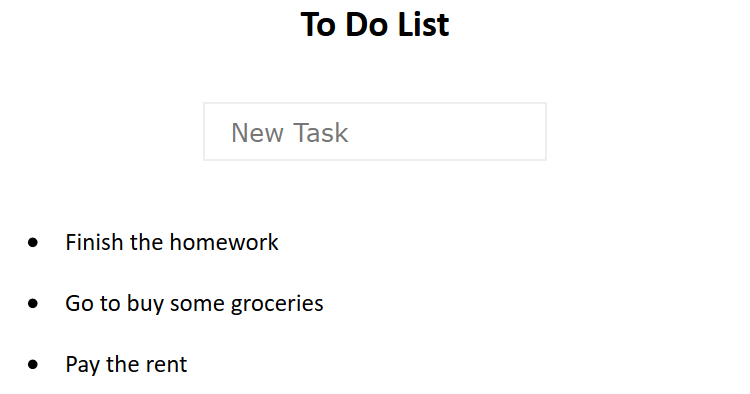 To Do List
New Task
Finish the homework
Go to buy some groceries
Pay the rent